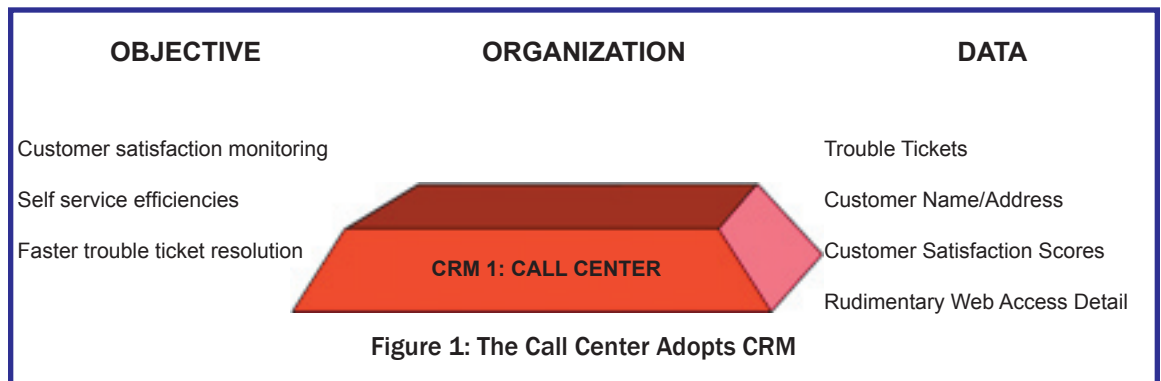 OBJECTIVE ORGANIZATION DATA
Customer satisfaction monitoring
Self service efficiencies
Faster trouble ticket resolution
CRM 1: CALL CENTER
Trouble Tickets
Customer Name/Address
Customer Satisfaction Scores
Rudimentary Web Access Detail
Figure 1: The Call Center Adopts CRM